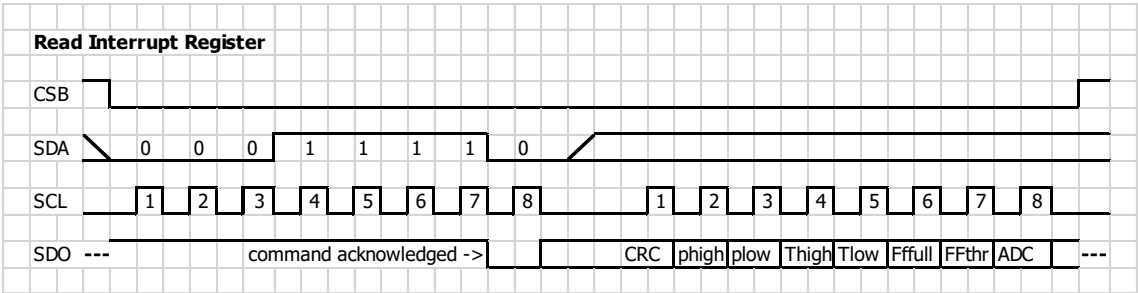 Read Interrupt Register
CSB
SDA 0 0 0 1 1 1 1 0
SCL 1 2 3 4 5 6 7 8 1 2 3 4 5 6 7 8
SDO --- command acknowledged -> CRC phigh plow Thigh Tlow Fffull FFthr ADC ---